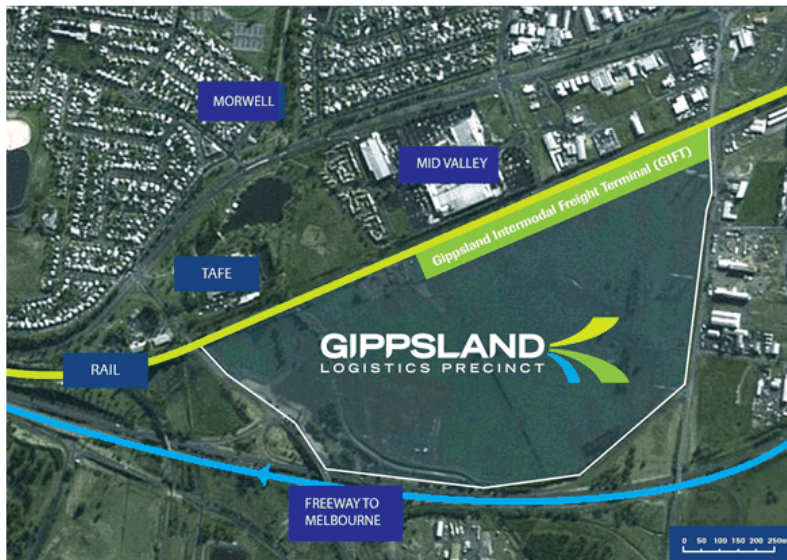 MORWELL
MID VALLEY
Gippsland Intermodal Freight Terminal (GIFT)
TAFE
GIPPSLAND
LOGISTICS PRECINCT
RAIL
FREEWAY TO
MELBOURNE
0 50 100 150 200 250m